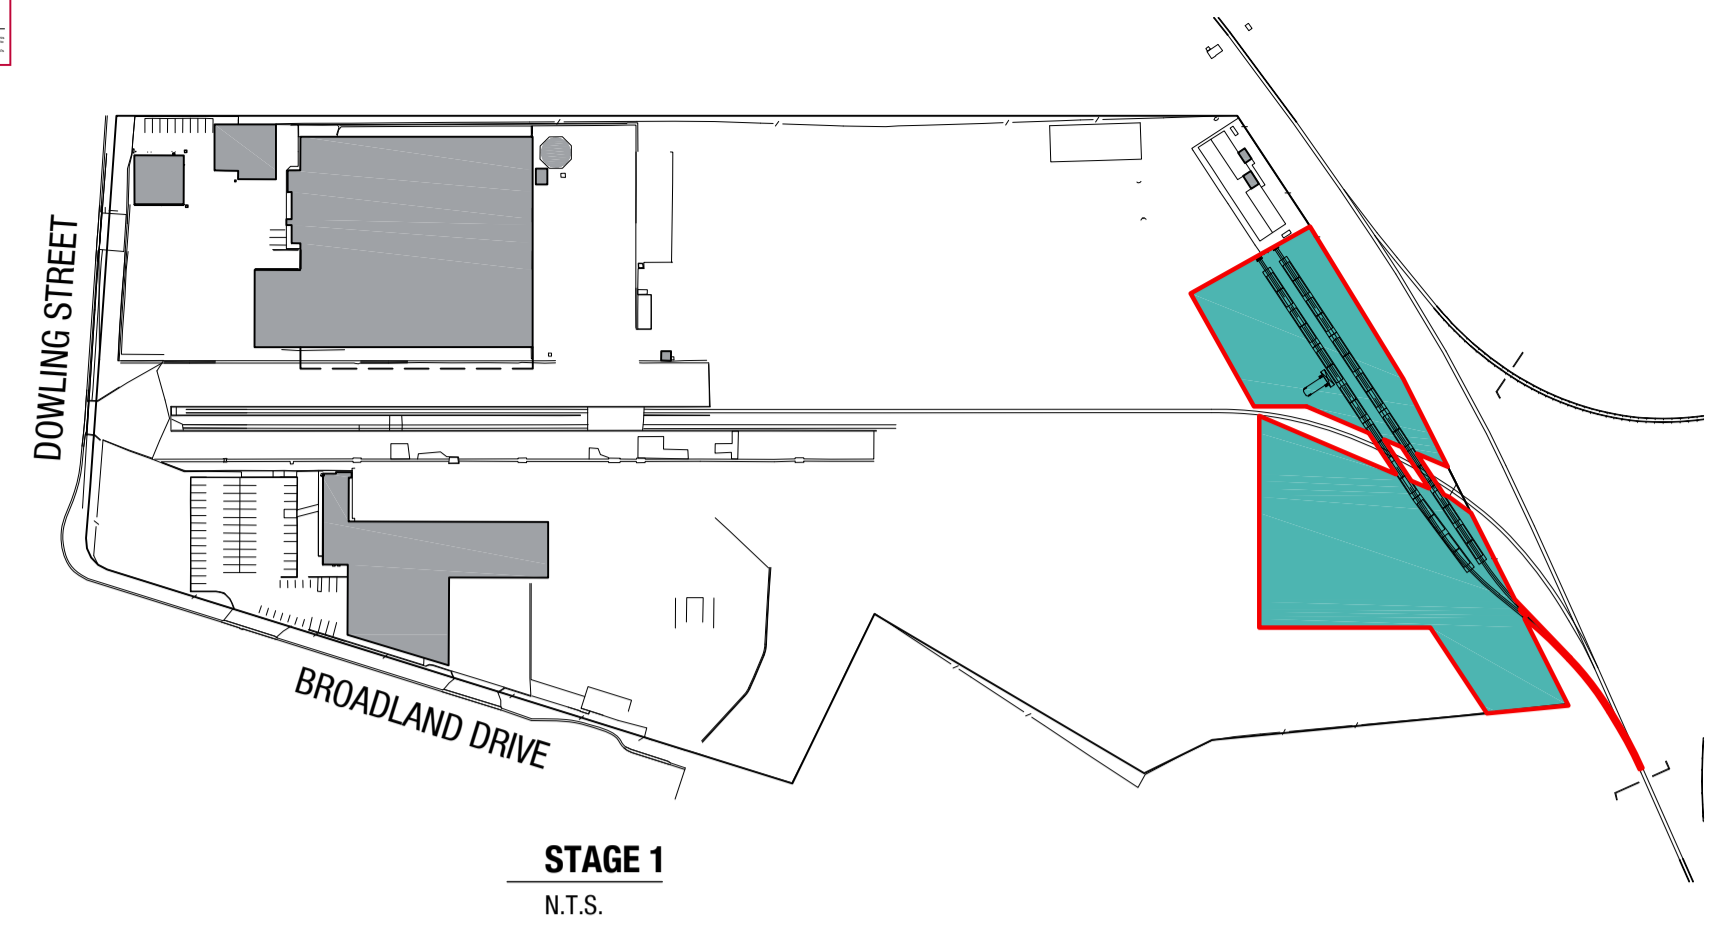 DOWLING STREET
BROADLAND DRIVE
STAGE 1
N.T.S.